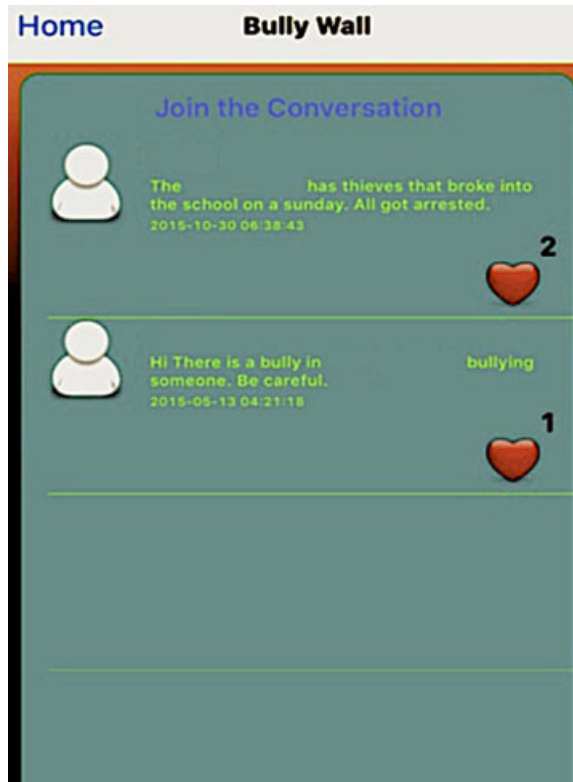 Home
Bully Wall
Join the Conversation
The has thieves that broke into
the school on a sunday. All got arrested.
2015-10-30 06:38:43
2
Hi There is a bully in bullying
someone. Be careful.
2015-05-13 04:21:18
1